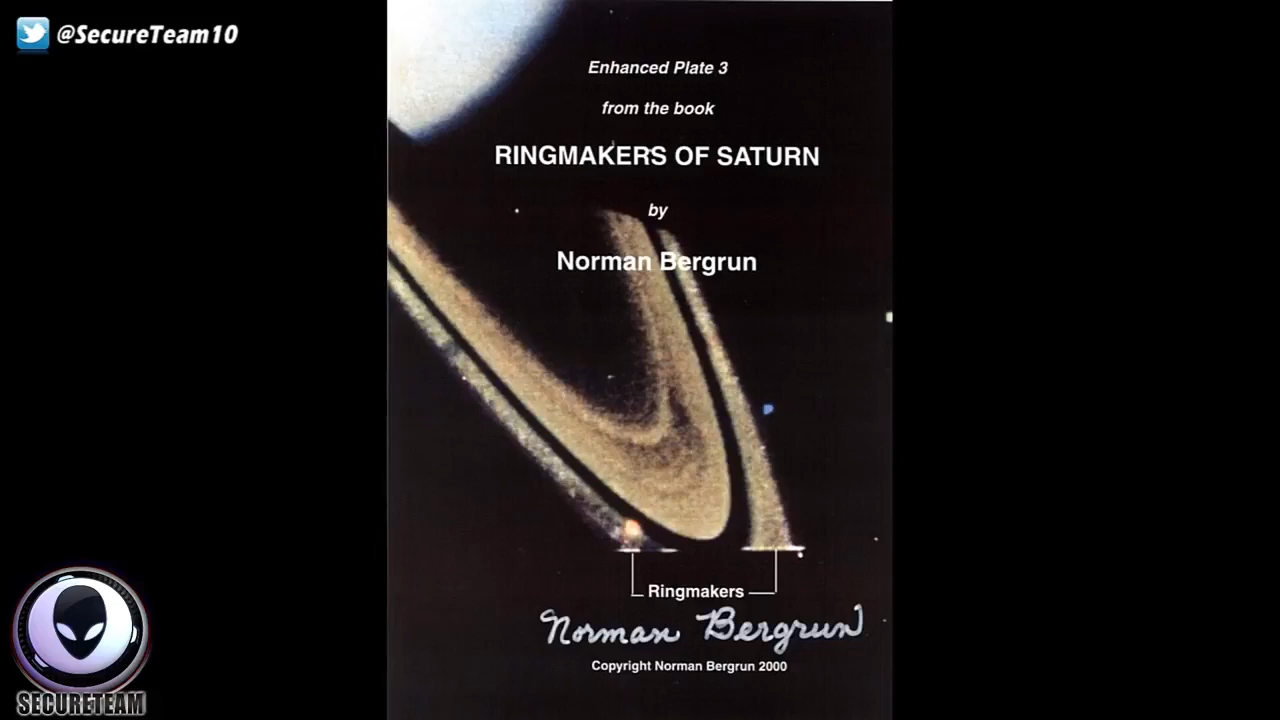 @SecureTeam10
Enhanced Plate 3
from the book
RINGMAKERS OF SATURN
by
Norman Bergrun
Ringmakers
Norman Bergrun
Copyright Norman Bergrun 2000
SECURETEAM